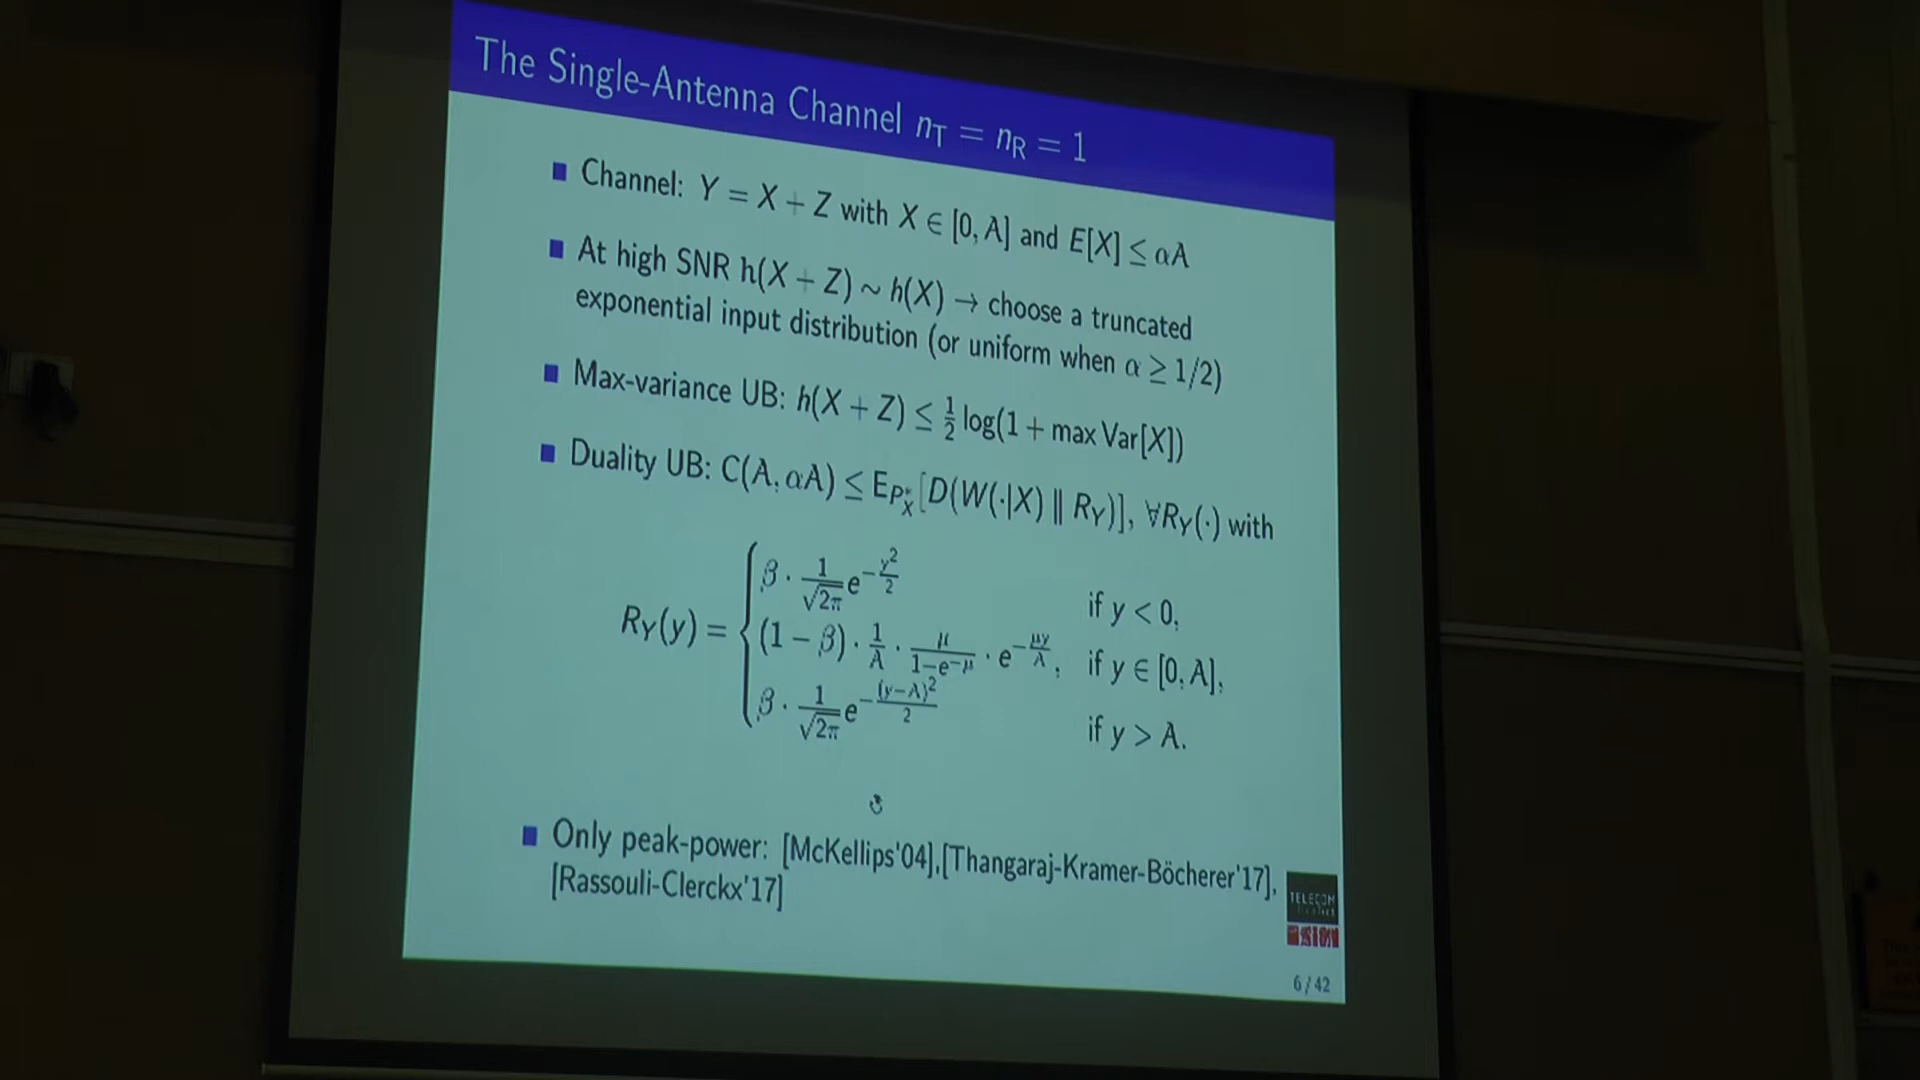 The Single-Antenna Channel n_T = n_R = 1
■ Channel: Y = X + Z with X ∈ [0, A] and E[X] ≤ αA
■ At high SNR h(X + Z) ~ h(X) → choose a truncated
exponential input distribution (or uniform when α ≥ 1/2)
■ Max-variance UB: h(X + Z) ≤ 1/2 log(1 + max Var[X])
■ Duality UB: C(A, αA) ≤ E_{P*_X}[D(W(·|X) ∥ R_Y)], ∀R_Y(·) with
R_Y(y) = {
β · 1/√2π e^{-y²/2} if y < 0,
(1 − β) · 1/A · μ/(1−e^{−μ}) · e^{−μy/A}, if y ∈ [0, A],
β · 1/√2π e^{-(y−A)²/2} if y > A.
■ Only peak-power: [McKellips'04],[Thangaraj-Kramer-Böcherer'17],
[Rassouli-Clerckx'17]
TELECOM
6 / 42